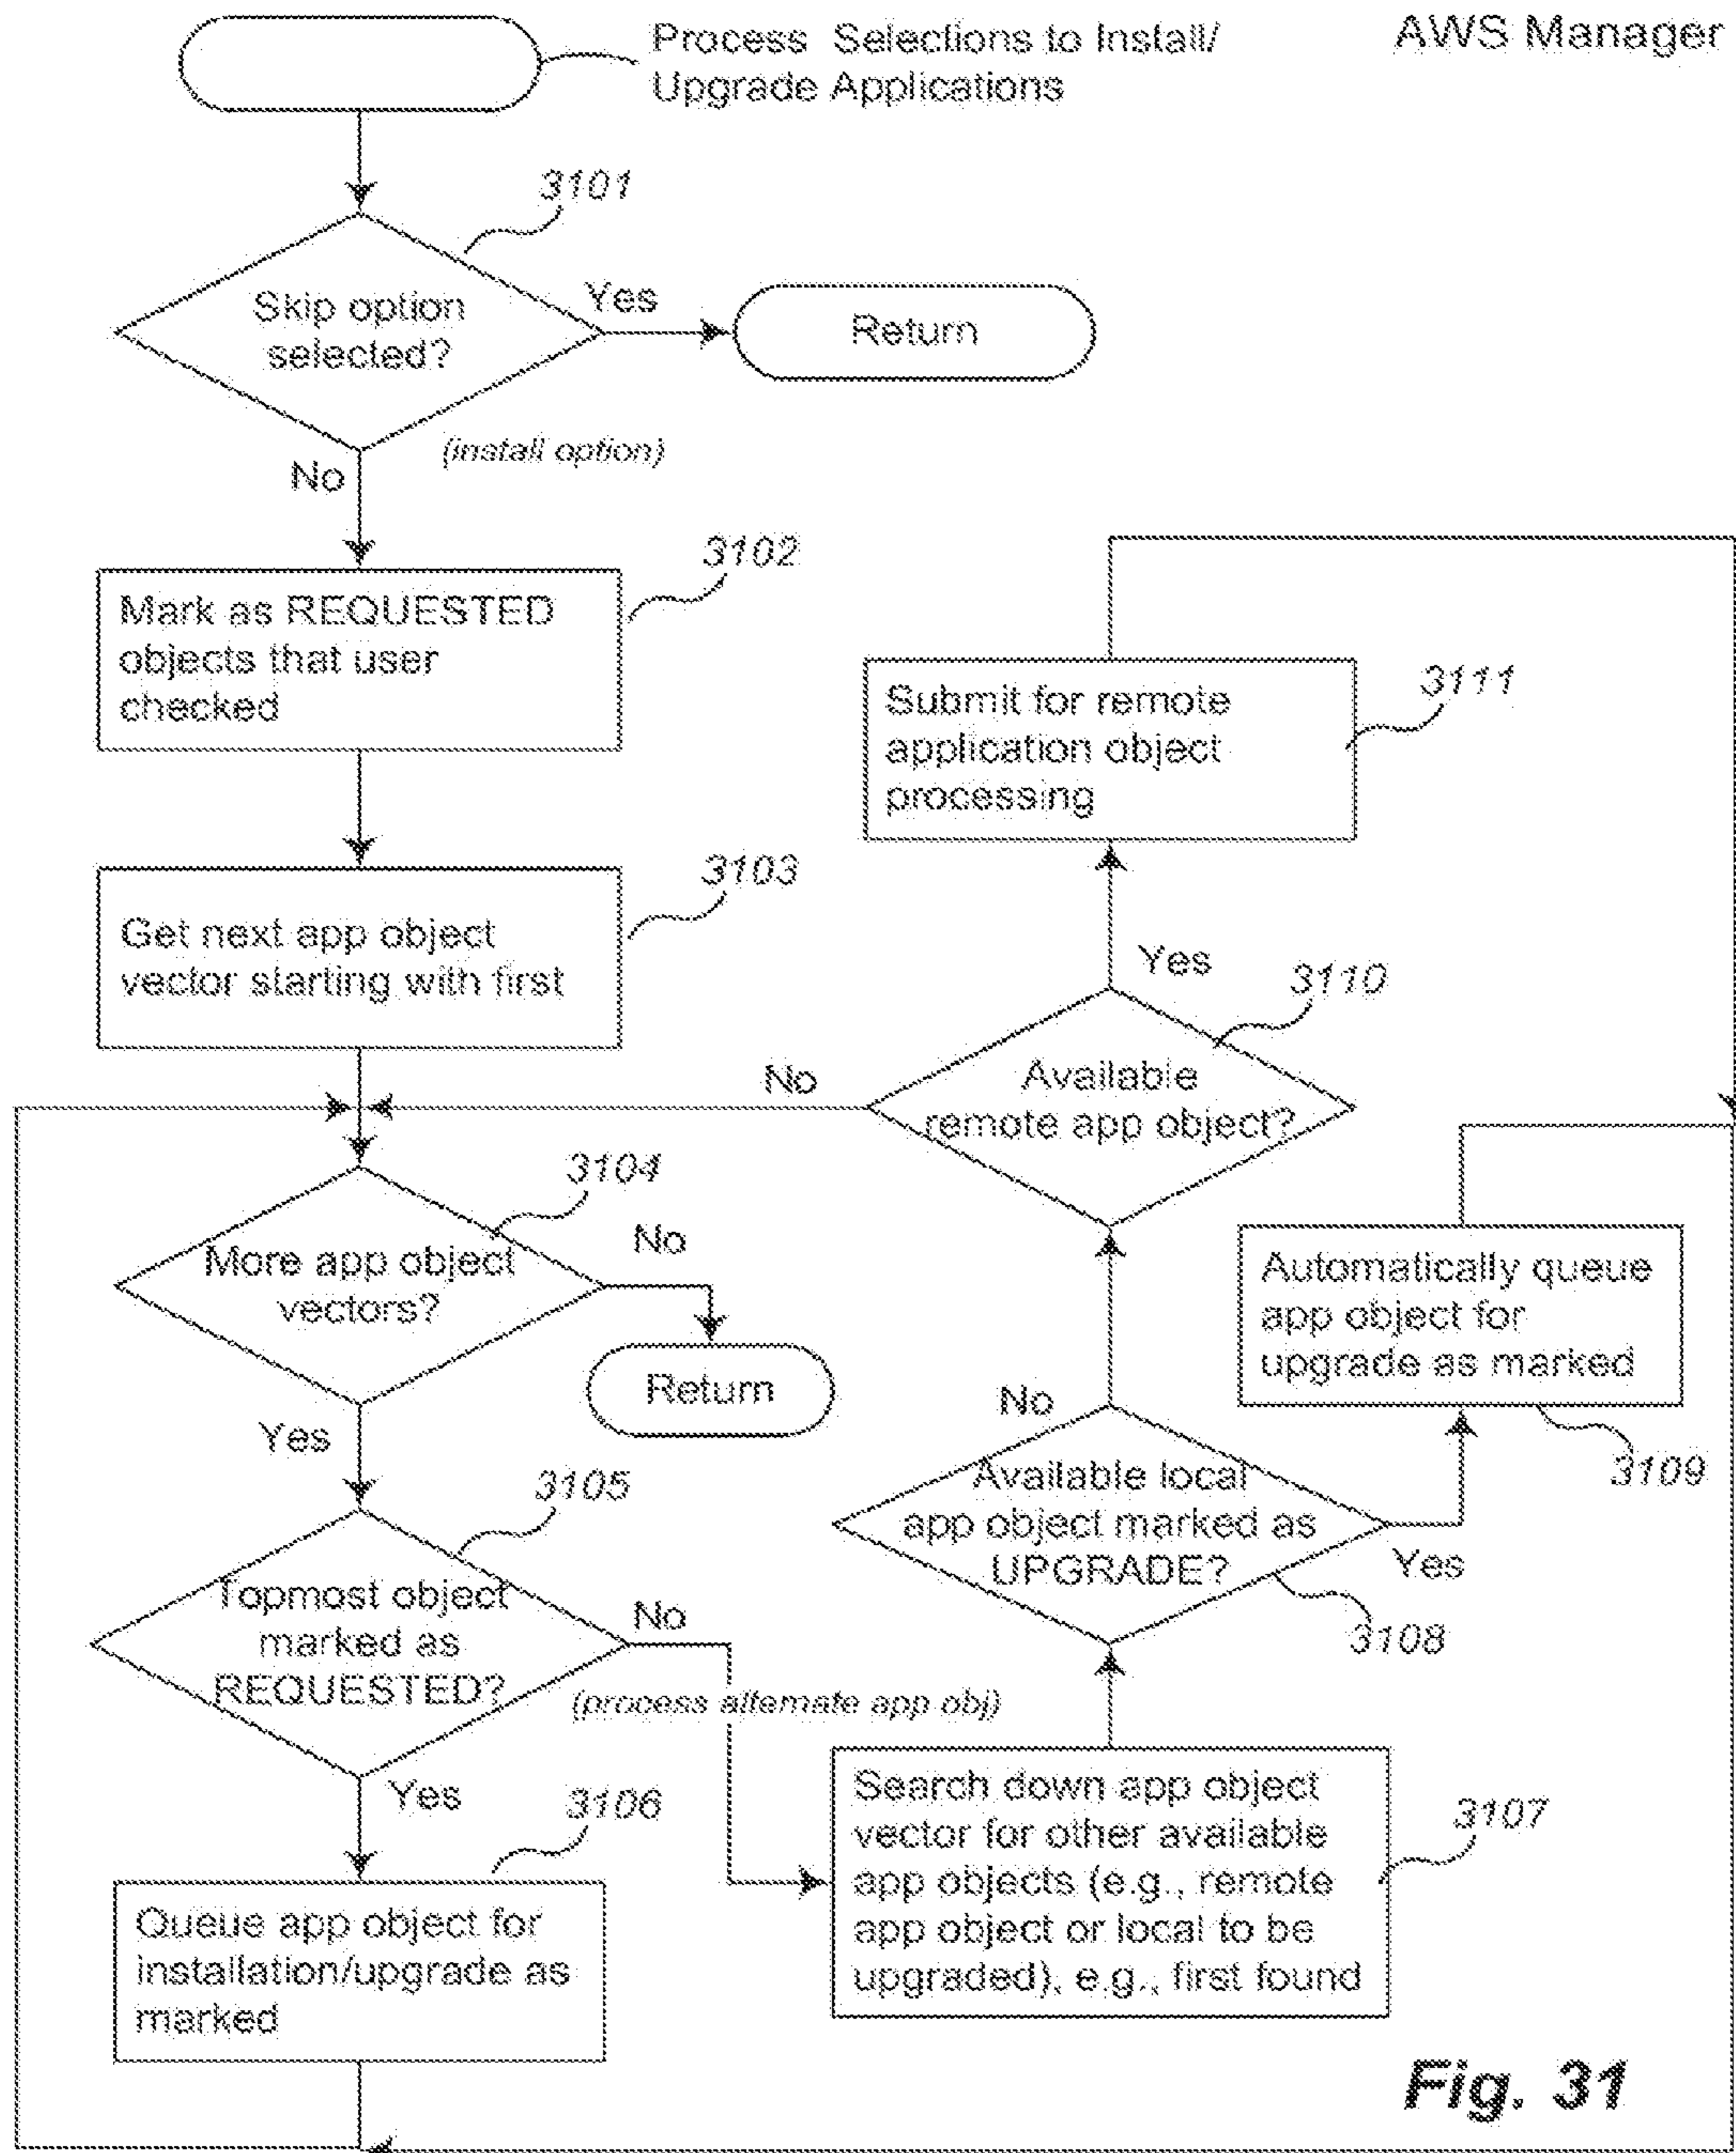 Process Selections to Install/
Upgrade Applications
AWS Manager
3101
Skip option
selected?
Yes
Return
(install option)
No
3102
Mark as REQUESTED
objects that user
checked
3103
Get next app object
vector starting with first
3104
More app object
vectors?
No
Return
Yes
3105
Topmost object
marked as
REQUESTED?
No
(process alternate app obj)
Yes
3106
Queue app object for
installation/upgrade as
marked
3107
Search down app object
vector for other available
app objects (e.g., remote
app object or local to be
upgraded), e.g., first found
3108
Available local
app object marked as
UPGRADE?
Yes
No
3109
Automatically queue
app object for
upgrade as marked
3110
Available
remote app object?
No
Yes
3111
Submit for remote
application object
processing
Fig. 31